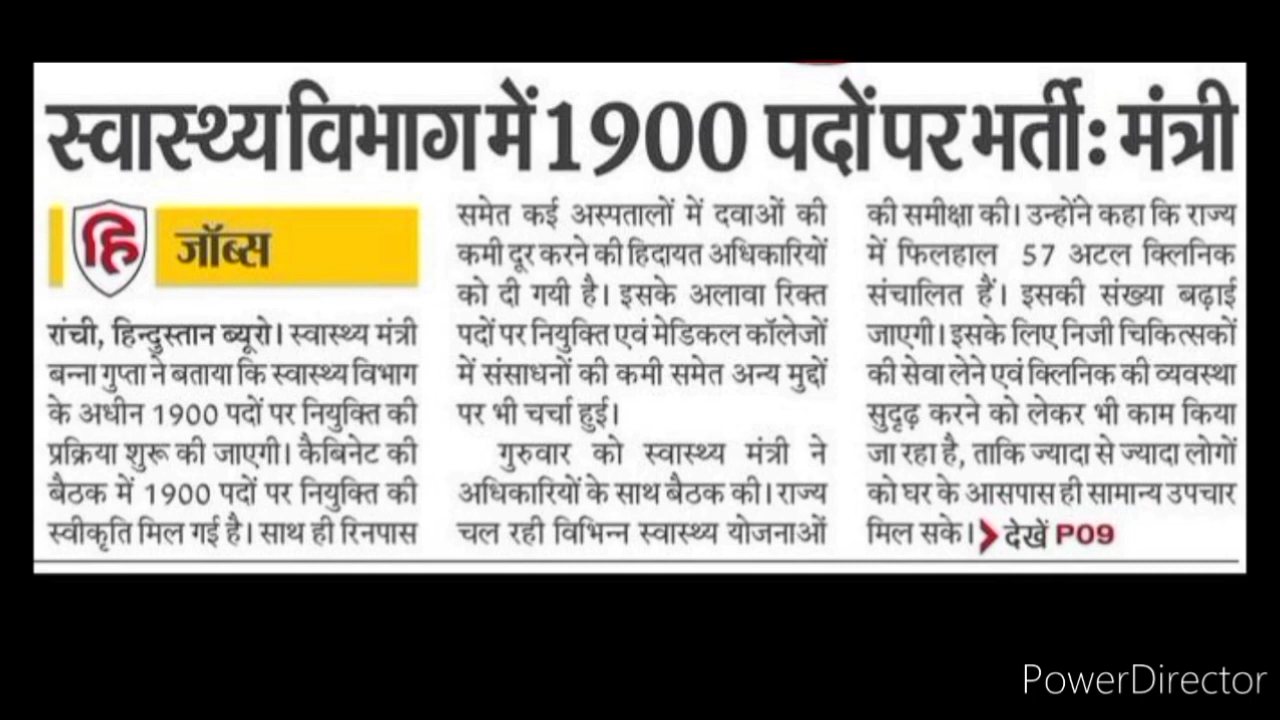 स्वास्थ्य विभाग में 1900 पदों पर भर्ती : मंत्री
हि
जॉब्स
रांची, हिन्दुस्तान ब्यूरो। स्वास्थ्य मंत्री
बन्ना गुप्ता ने बताया कि स्वास्थ्य विभाग
के अधीन 1900 पदों पर नियुक्ति की
प्रक्रिया शुरू की जाएगी। कैबिनेट की
बैठक में 1900 पदों पर नियुक्ति की
स्वीकृति मिल गई है। साथ ही रिनपास
समेत कई अस्पतालों में दवाओं की
कमी दूर करने की हिदायत अधिकारियों
को दी गयी है। इसके अलावा रिक्त
पदों पर नियुक्ति एवं मेडिकल कॉलेजों
में संसाधनों की कमी समेत अन्य मुद्दों
पर भी चर्चा हुई।
गुरुवार को स्वास्थ्य मंत्री ने
अधिकारियों के साथ बैठक की। राज्य
चल रही विभिन्न स्वास्थ्य योजनाओं
की समीक्षा की। उन्होंने कहा कि राज्य
में फिलहाल 57 अटल क्लिनिक
संचालित हैं। इसकी संख्या बढ़ाई
जाएगी। इसके लिए निजी चिकित्सकों
की सेवा लेने एवं क्लिनिक की व्यवस्था
सुदृढ़ करने को लेकर भी काम किया
जा रहा है, ताकि ज्यादा से ज्यादा लोगों
को घर के आसपास ही सामान्य उपचार
मिल सके। देखें P09
PowerDirector